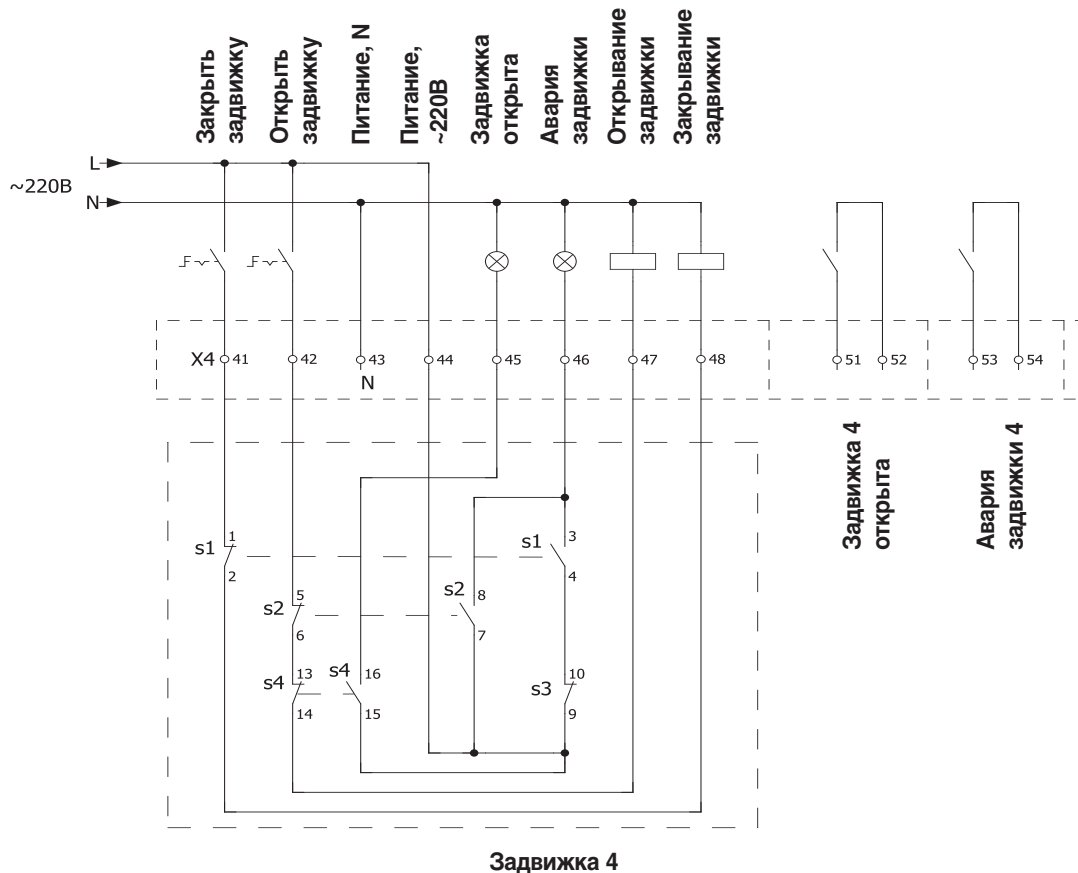 Закрыть
задвижку
Открыть
задвижку
Питание, N
Питание,
~220В
Задвижка
открыта
Авария
задвижки
Открывание
задвижки
Закрывание
задвижки
L
~220В
N
X4 41 42 43 44 45 46 47 48 51 52 53 54
N
Задвижка 4
открыта
Авария
задвижки 4
1 3
s1 s1
2 4
5 s2 8
s2
6 7
13 s4 16 10
s4 s3
14 15 9
Задвижка 4